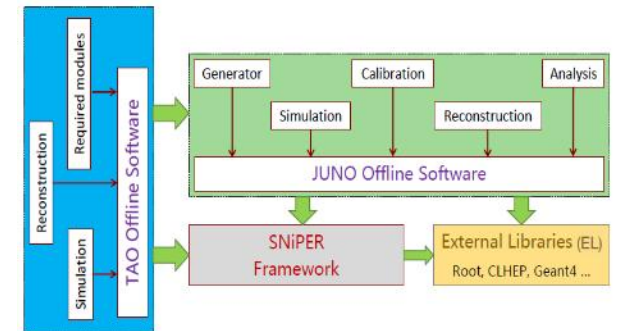 Reconstruction
Required modules
Simulation
TAO Offline Software
Generator
Calibration
Analysis
Simulation
Reconstruction
JUNO Offline Software
SNiPER
Framework
External Libraries (EL)
Root, CLHEP, Geant4 ...